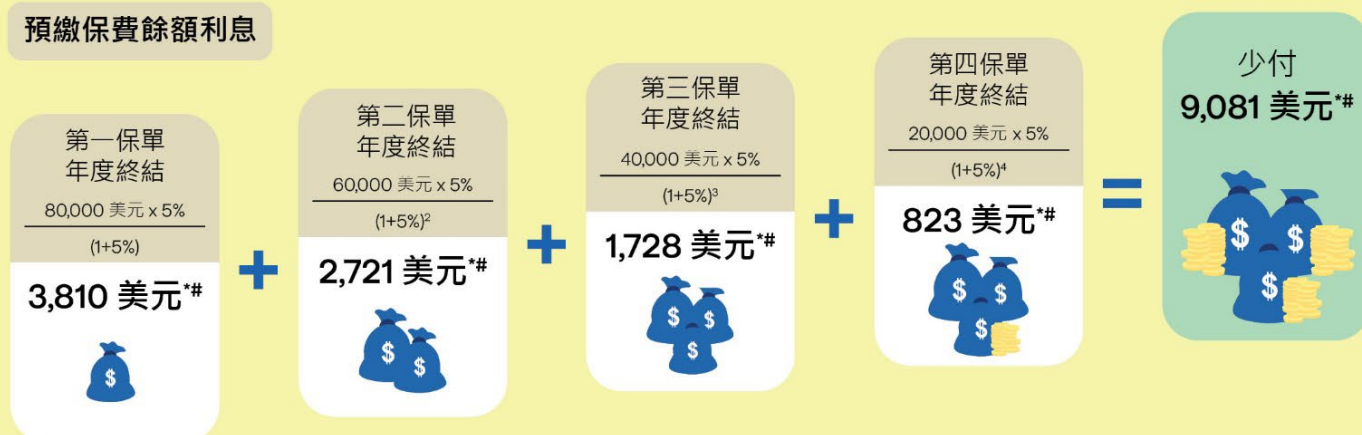 預繳保費餘額利息
第一保單
年度終結
80,000 美元 x 5%
(1+5%)
3,810 美元*#
$
+
第二保單
年度終結
60,000 美元 x 5%
(1+5%)²
2,721 美元*#
$ $
+
第三保單
年度終結
40,000 美元 x 5%
(1+5%)³
1,728 美元*#
$ $
$
+
第四保單
年度終結
20,000 美元 x 5%
(1+5%)⁴
823 美元*#
$ $
$
=
少付
9,081 美元*#
$ $
$